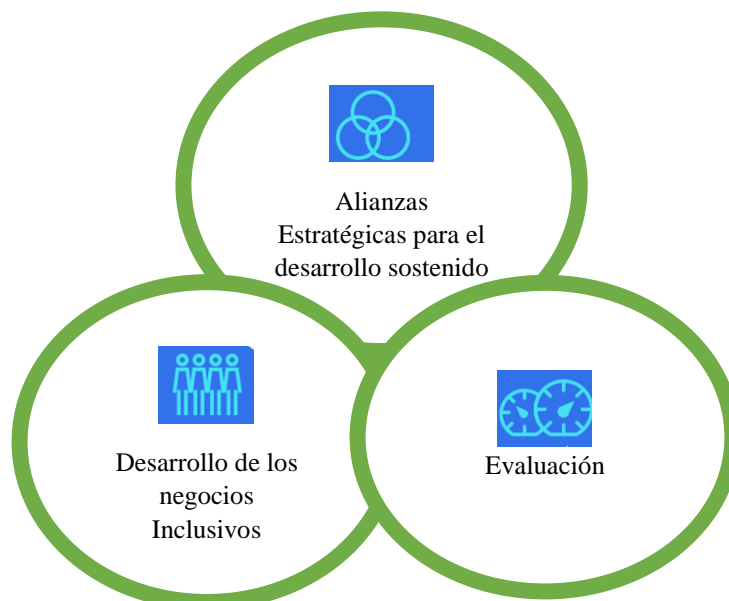 Alianzas
Estratégicas para el
desarrollo sostenido
Desarrollo de los
negocios
Inclusivos
Evaluación